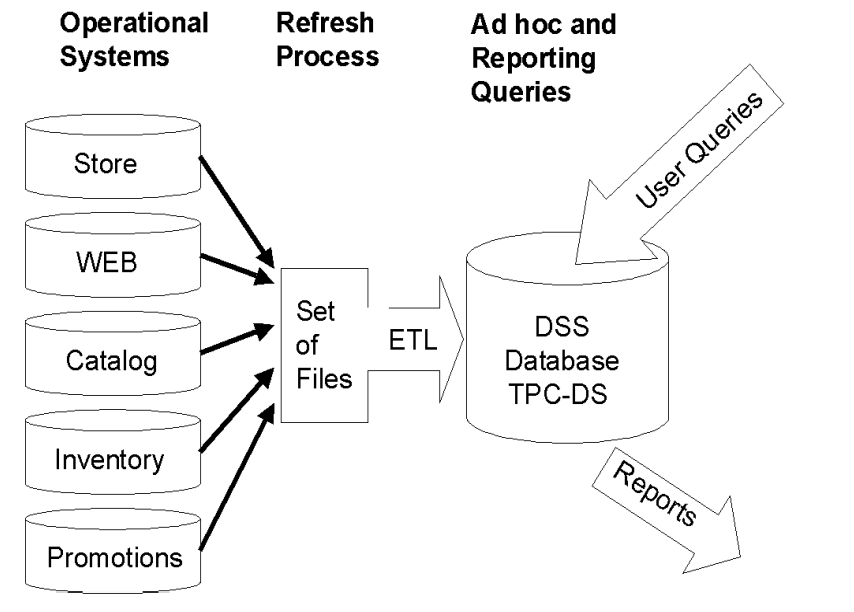 Operational
Systems
Refresh
Process
Ad hoc and
Reporting
Queries
Store
WEB
Catalog
Inventory
Promotions
Set
of
Files
ETL
User Queries
DSS
Database
TPC-DS
Reports